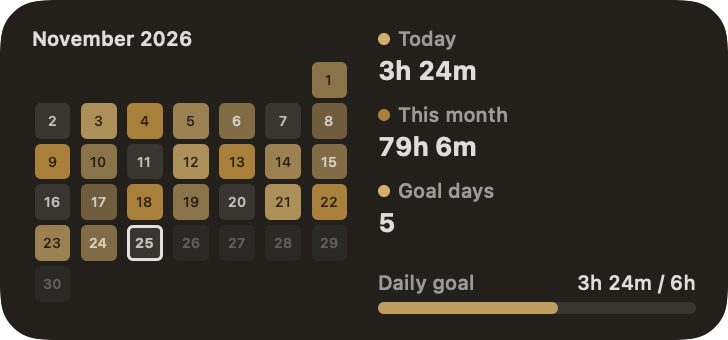 November 2026
1
2 3 4 5 6 7 8
9 10 11 12 13 14 15
16 17 18 19 20 21 22
23 24 25 26 27 28 29
30
Today
3h 24m
This month
79h 6m
Goal days
5
Daily goal 3h 24m / 6h